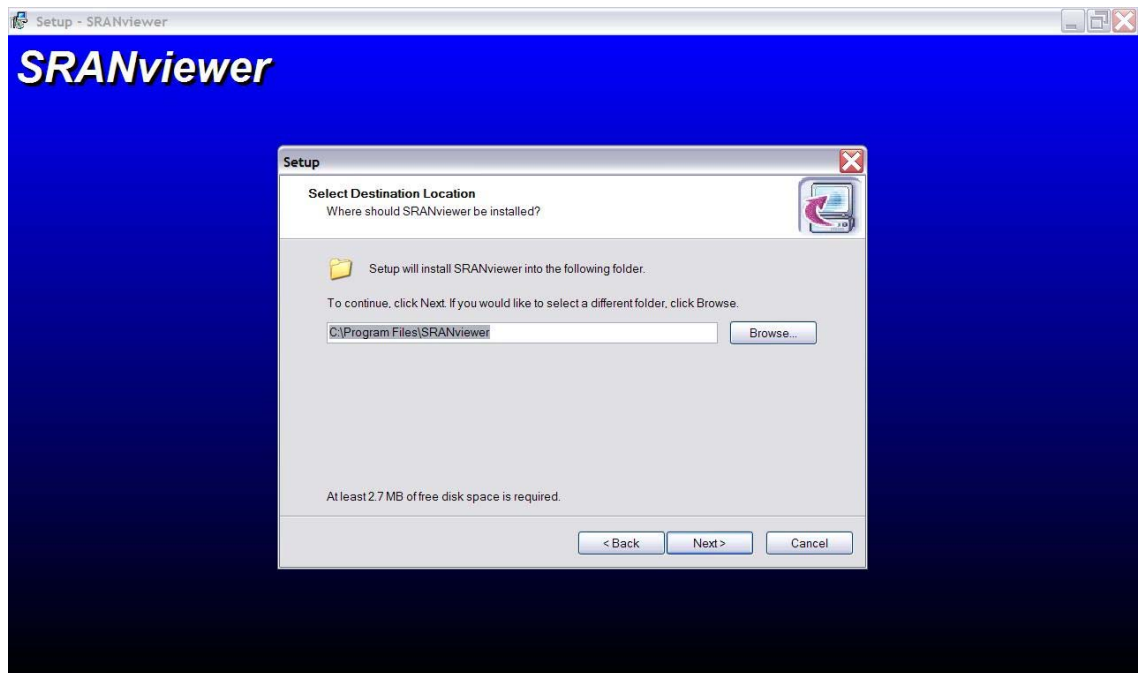 Setup - SRANviewer
SRANviewer
Setup
Select Destination Location
Where should SRANviewer be installed?
Setup will install SRANviewer into the following folder.
To continue, click Next. If you would like to select a different folder, click Browse.
C:\Program Files\SRANviewer
Browse...
At least 2.7 MB of free disk space is required.
< Back
Next >
Cancel